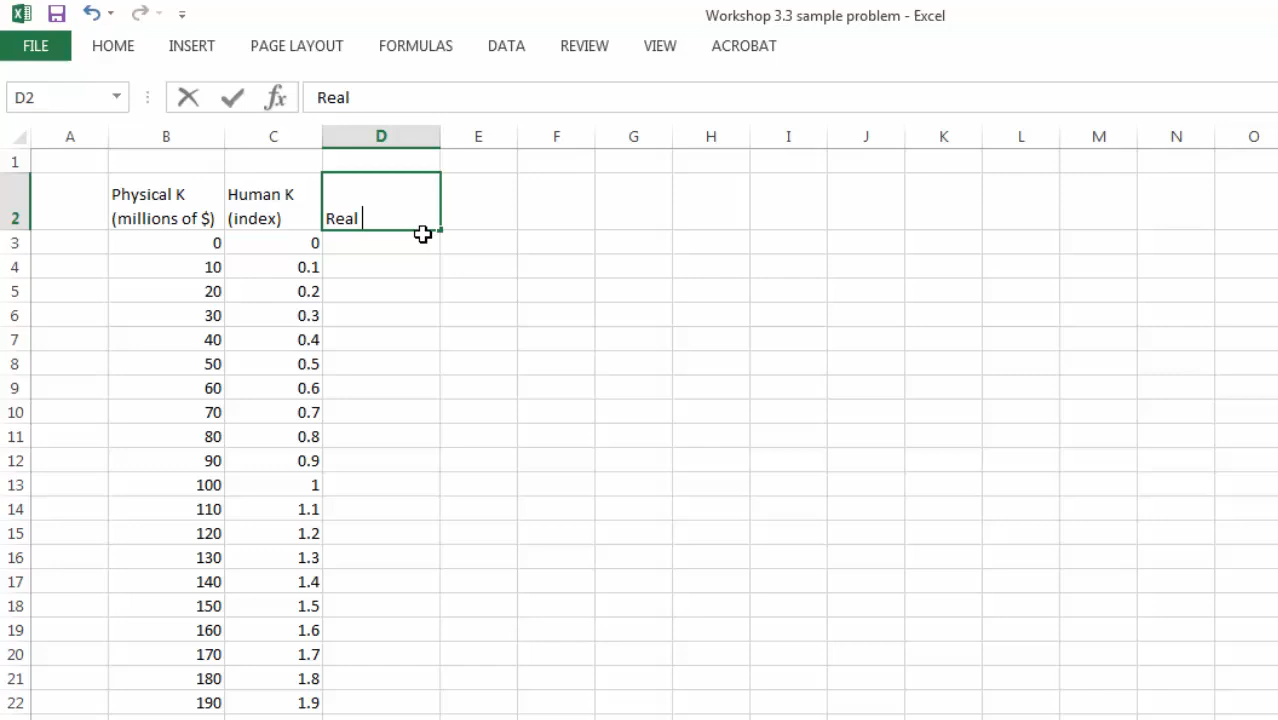 Workshop 3.3 sample problem - Excel
FILE HOME INSERT PAGE LAYOUT FORMULAS DATA REVIEW VIEW ACROBAT
D2 fx Real
A B C D E F G H I J K L M N O
1
2 Physical K (millions of $) Human K (index) Real
3 0 0
4 10 0.1
5 20 0.2
6 30 0.3
7 40 0.4
8 50 0.5
9 60 0.6
10 70 0.7
11 80 0.8
12 90 0.9
13 100 1
14 110 1.1
15 120 1.2
16 130 1.3
17 140 1.4
18 150 1.5
19 160 1.6
20 170 1.7
21 180 1.8
22 190 1.9